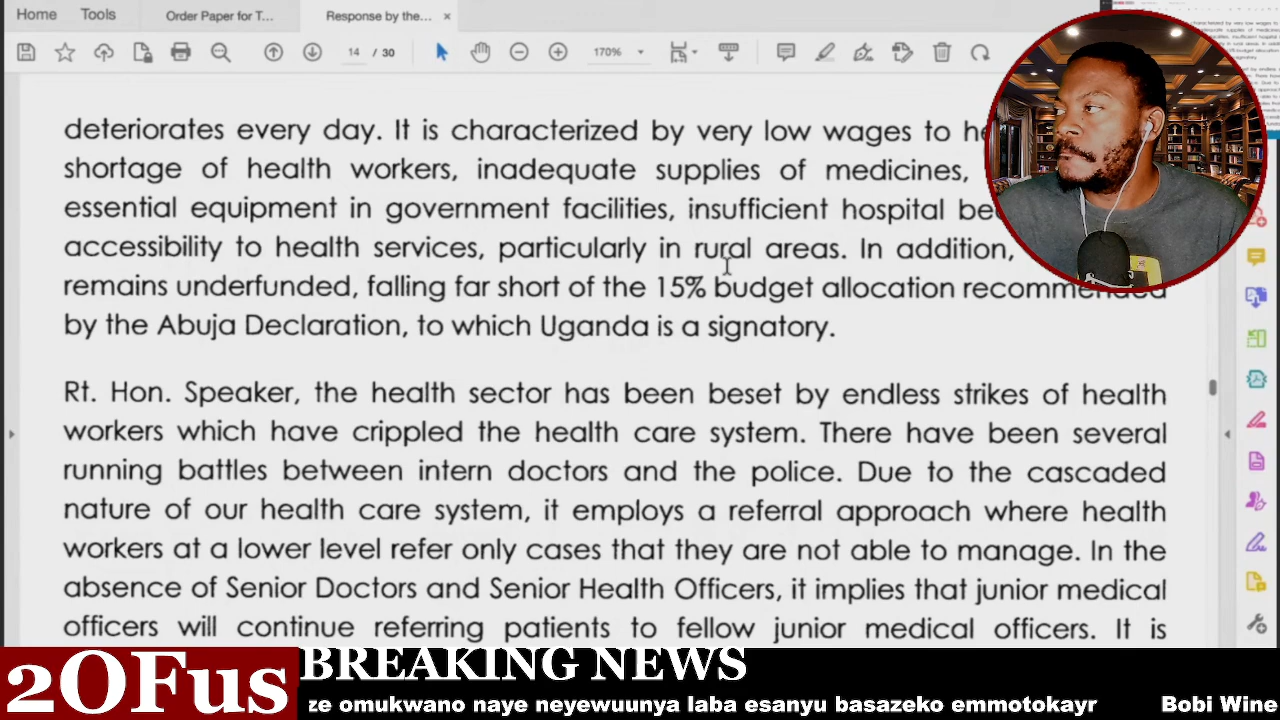 Home Tools Order Paper for T... Response by the... ×
14 / 30 170%
deteriorates every day. It is characterized by very low wages to
shortage of health workers, inadequate supplies of medicines,
essential equipment in government facilities, insufficient hospital
accessibility to health services, particularly in rural areas. In addition,
remains underfunded, falling far short of the 15% budget allocation recommended
by the Abuja Declaration, to which Uganda is a signatory.
Rt. Hon. Speaker, the health sector has been beset by endless strikes of health
workers which have crippled the health care system. There have been several
running battles between intern doctors and the police. Due to the cascaded
nature of our health care system, it employs a referral approach where health
workers at a lower level refer only cases that they are not able to manage. In the
absence of Senior Doctors and Senior Health Officers, it implies that junior medical
officers will continue referring patients to fellow junior medical officers. It is
2OFus
BREAKING NEWS
ze omukwano naye neyewuunya laba esanyu basazeko emmotokayr Bobi Wine